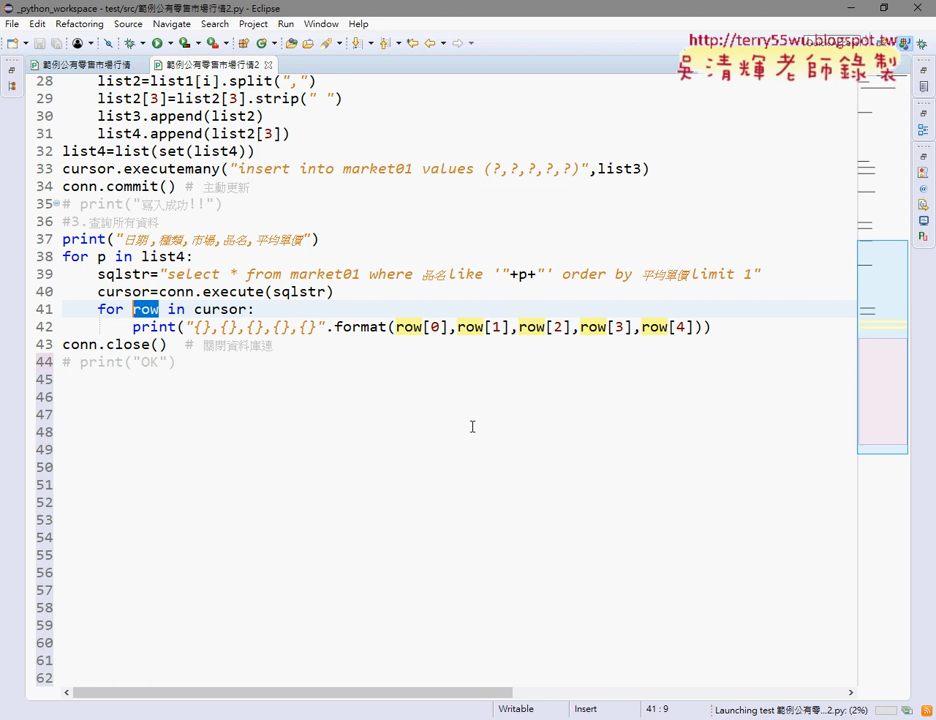 _python_workspace - test/src/範例公有零售市場行情2.py - Eclipse
File Edit Refactoring Source Navigate Search Project Run Window Help
http://terry55wu.blogspot.tw
吳清輝老師錄製
範例公有零售市場行情 範例公有零售市場行情2
28 list2=list1[i].split(",")
29 list2[3]=list2[3].strip(" ")
30 list3.append(list2)
31 list4.append(list2[3])
32 list4=list(set(list4))
33 cursor.executemany("insert into market01 values (?,?,?,?,?)",list3)
34 conn.commit() # 主動更新
35 # print("寫入成功!!")
36 #3.查詢所有資料
37 print("日期,種類,市場,品名,平均單價")
38 for p in list4:
39 sqlstr="select * from market01 where 品名like '"+p+"' order by 平均單價limit 1"
40 cursor=conn.execute(sqlstr)
41 for row in cursor:
42 print("{},{},{},{},{}".format(row[0],row[1],row[2],row[3],row[4]))
43 conn.close() # 關閉資料庫連
44 # print("OK")
45
46
47
48
49
50
51
52
53
54
55
56
57
58
59
60
61
62
Writable Insert 41 : 9 Launching test 範例公有零...2.py: (2%)